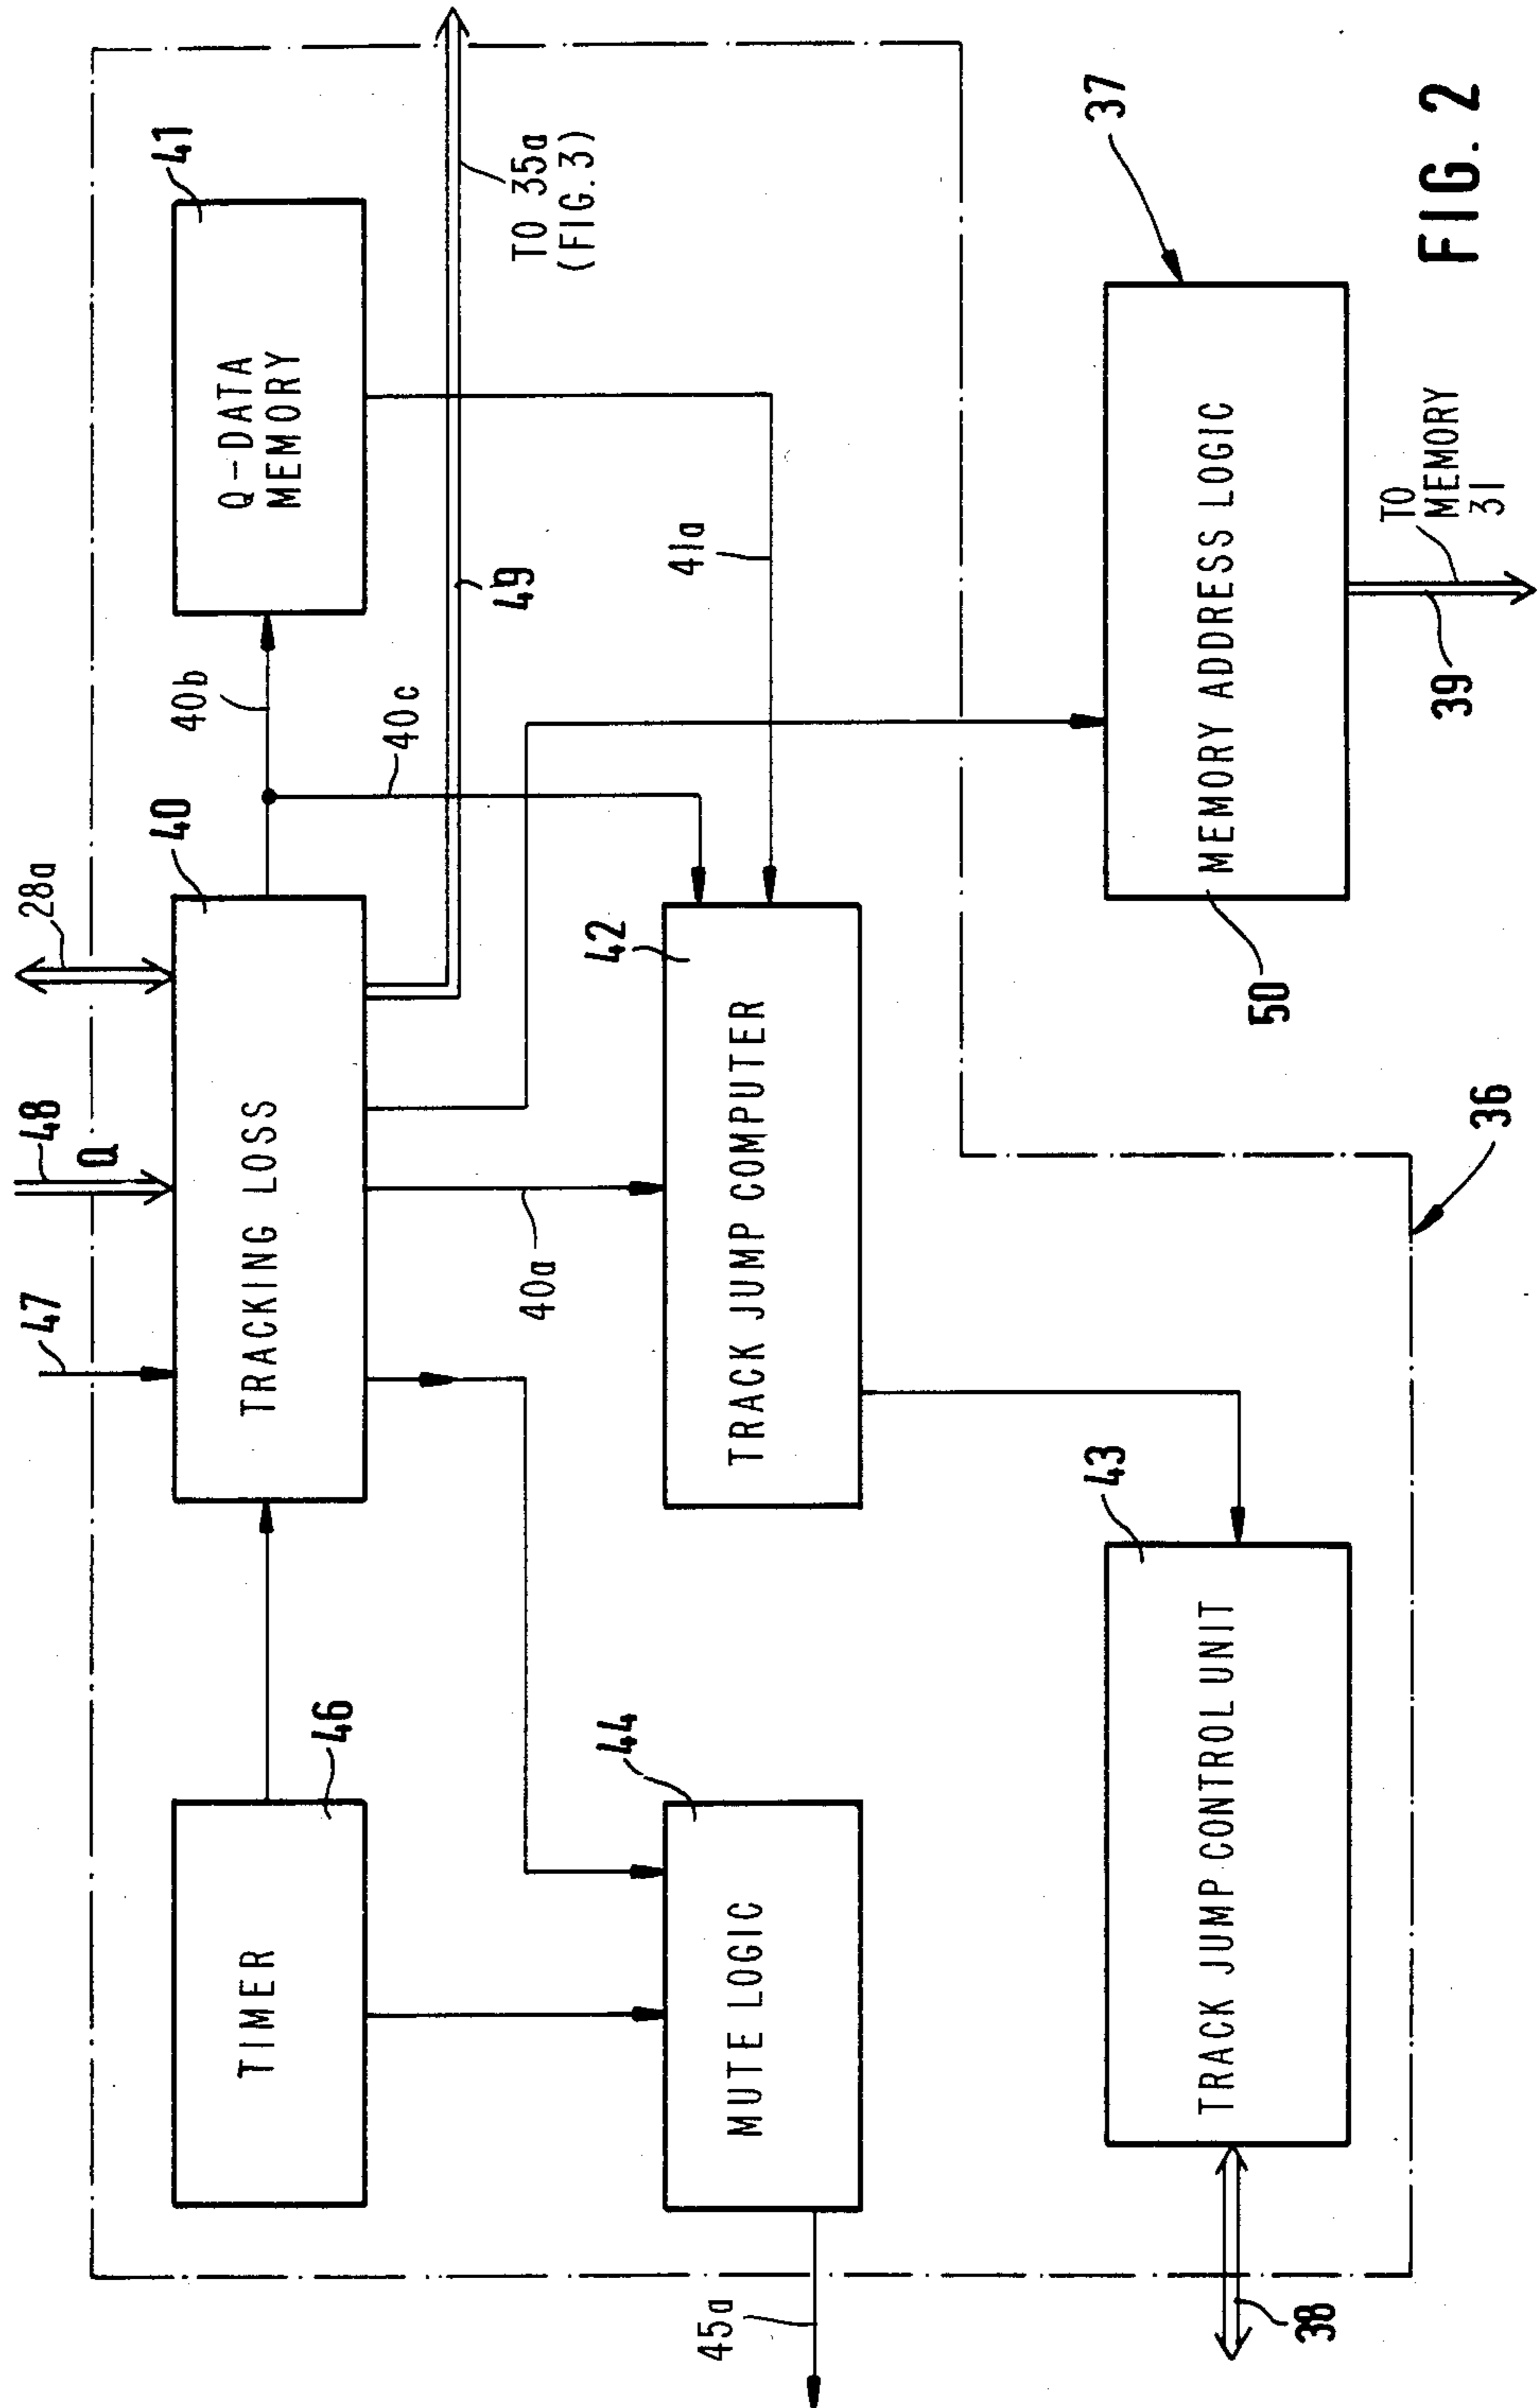 47
48
Q
28a
46
TIMER
TRACKING LOSS
40
40b
41
Q-DATA
MEMORY
40c
49
TO 35a
(FIG. 3)
40a
44
MUTE LOGIC
45a
42
TRACK JUMP COMPUTER
41a
43
TRACK JUMP CONTROL UNIT
38
36
50
MEMORY ADDRESS LOGIC
37
39
TO
MEMORY
31
FIG. 2